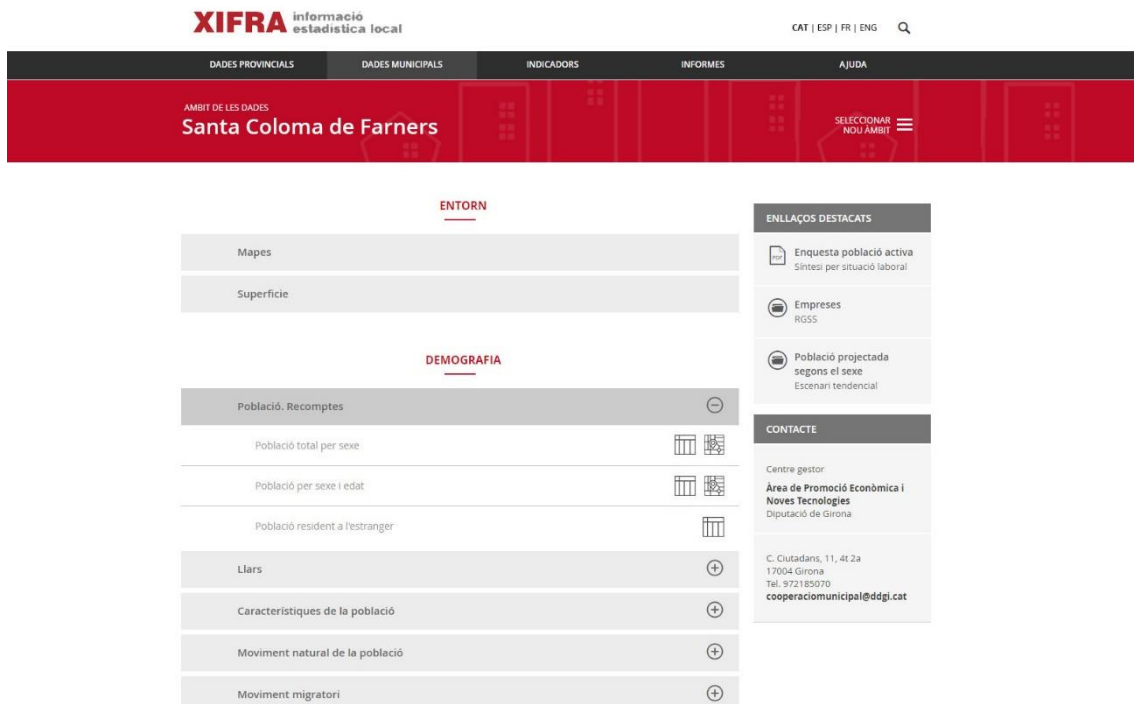 XIFRA informació
estadística local
CAT | ESP | FR | ENG
DADES PROVINCIALS DADES MUNICIPALS INDICADORS INFORMES AJUDA
AMBIT DE LES DADES
Santa Coloma de Farners
SELECCIONAR
NOU ÀMBIT
ENTORN
Mapes
Superficie
DEMOGRAFIA
Població. Recomptes
Població total per sexe
Població per sexe i edat
Població resident a l'estranger
Llars
Característiques de la població
Moviment natural de la població
Moviment migratori
ENLLAÇOS DESTACATS
PDF
Enquesta població activa
Síntesi per situació laboral
Empreses
RGSS
Població projectada
segons el sexe
Escenari tendencial
CONTACTE
Centre gestor
Àrea de Promoció Econòmica i
Noves Tecnologies
Diputació de Girona
C. Ciutadans, 11, 4t 2a
17004 Girona
Tel. 972185070
cooperaciomunicipal@ddgi.cat